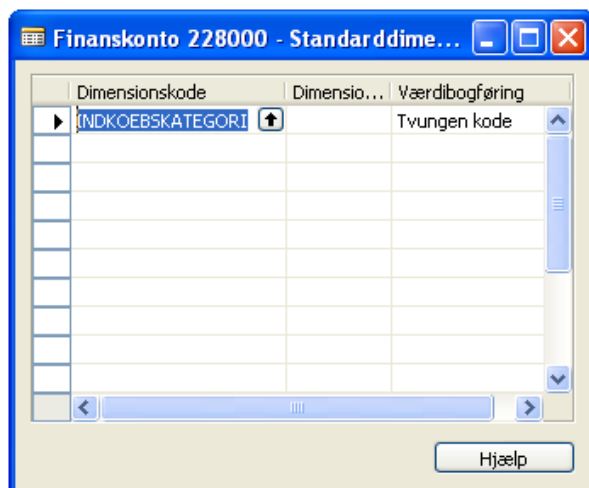 Finanskonto 228000 - Standarddime...
Dimensionskode Dimensio... Værdibogføring
INDKOEBSKATEGORI Tvungen kode
Hjælp